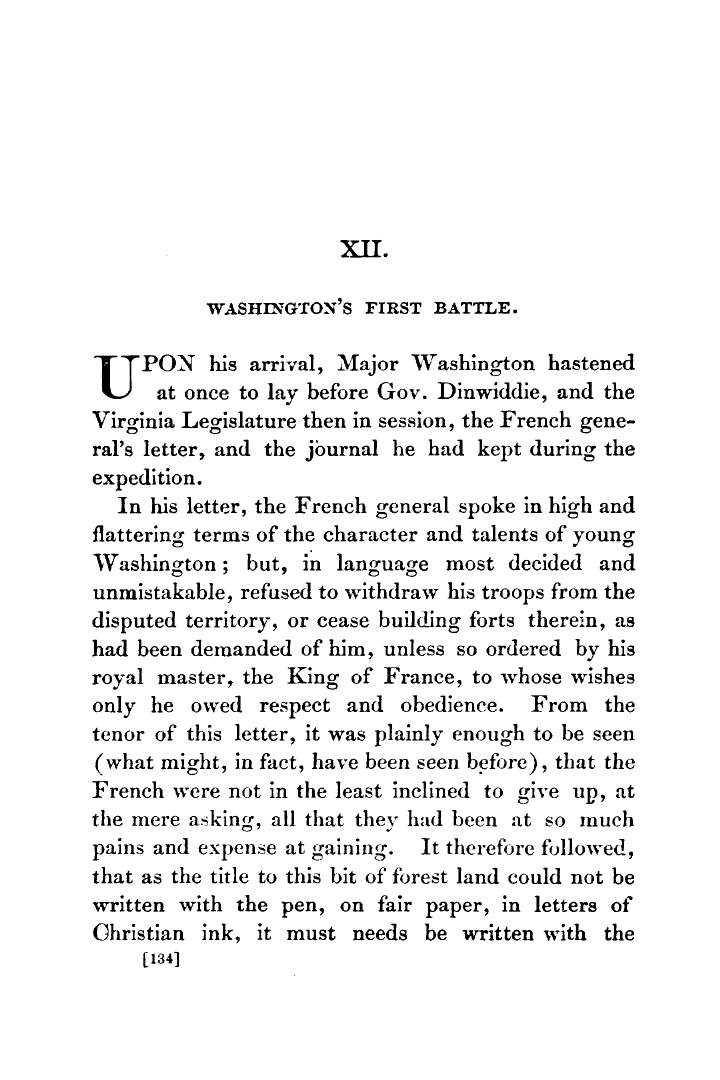 XII.
WASHINGTON'S FIRST BATTLE.
UPON his arrival, Major Washington hastened
at once to lay before Gov. Dinwiddie, and the
Virginia Legislature then in session, the French gene-
ral's letter, and the journal he had kept during the
expedition.
In his letter, the French general spoke in high and
flattering terms of the character and talents of young
Washington; but, in language most decided and
unmistakable, refused to withdraw his troops from the
disputed territory, or cease building forts therein, as
had been demanded of him, unless so ordered by his
royal master, the King of France, to whose wishes
only he owed respect and obedience. From the
tenor of this letter, it was plainly enough to be seen
(what might, in fact, have been seen before), that the
French were not in the least inclined to give up, at
the mere asking, all that they had been at so much
pains and expense at gaining. It therefore followed,
that as the title to this bit of forest land could not be
written with the pen, on fair paper, in letters of
Christian ink, it must needs be written with the
[134]